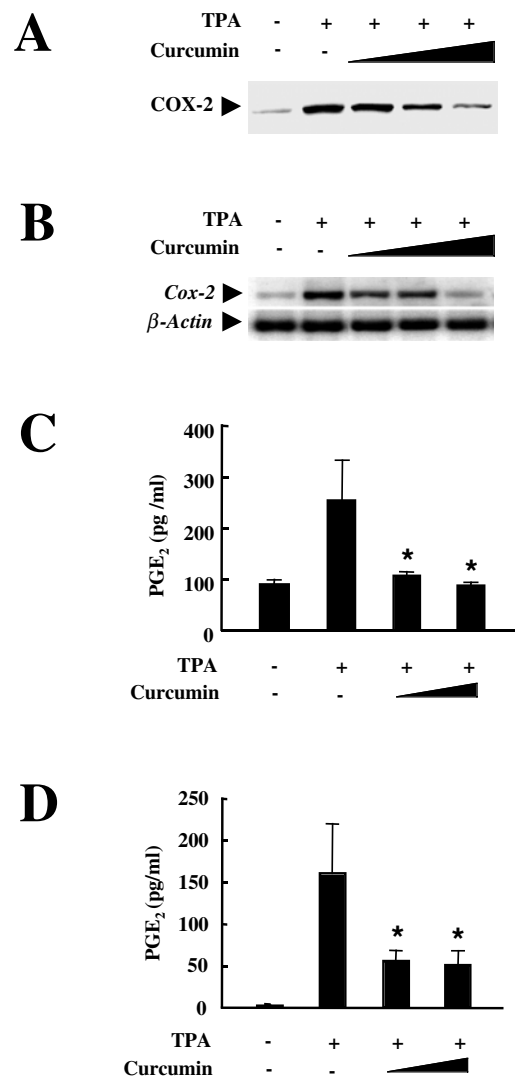 A
TPA - + + + +
Curcumin - -
COX-2
B
TPA - + + + +
Curcumin - -
Cox-2
β-Actin
C
400
300
200
100
0
PGE₂ (pg /ml)
* *
TPA - + + +
Curcumin - -
D
250
200
150
100
50
0
PGE₂ (pg/ml)
* *
TPA - + + +
Curcumin - -